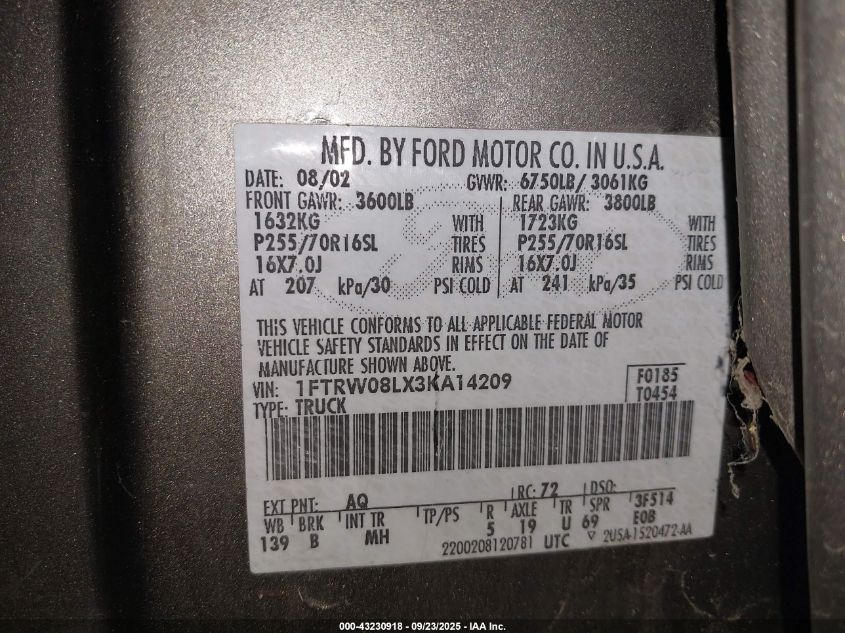 MFD. BY FORD MOTOR CO. IN U.S.A.
DATE: 08/02 GVWR: 6750LB/ 3061KG
FRONT GAWR: 3600LB REAR GAWR: 3800LB
1632KG WITH 1723KG WITH
P255/70R16SL TIRES P255/70R16SL TIRES
16X7.0J RIMS 16X7.0J RIMS
AT 207 kPa/30 PSI COLD AT 241 kPa/35 PSI COLD
THIS VEHICLE CONFORMS TO ALL APPLICABLE FEDERAL MOTOR
VEHICLE SAFETY STANDARDS IN EFFECT ON THE DATE OF
MANUFACTURE SHOWN ABOVE.
VIN: 1FTRW08LX3KA14209 F0185
TYPE: TRUCK T0454
EXT PNT: AQ RC: 72 DSO:
WB BRK INT TR TP/PS R AXLE TR SPR 3F514
139 B MH 5 19 U 69 E08
2200208120781 UTC ▽ 2USA-1520472-AA
000-43230918 - 09/23/2025 - IAA Inc.